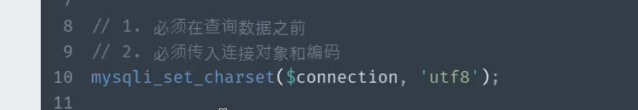 8 // 1. 必须在查询数据之前
9 // 2. 必须传入连接对象和编码
10 mysqli_set_charset($connection, 'utf8');
11